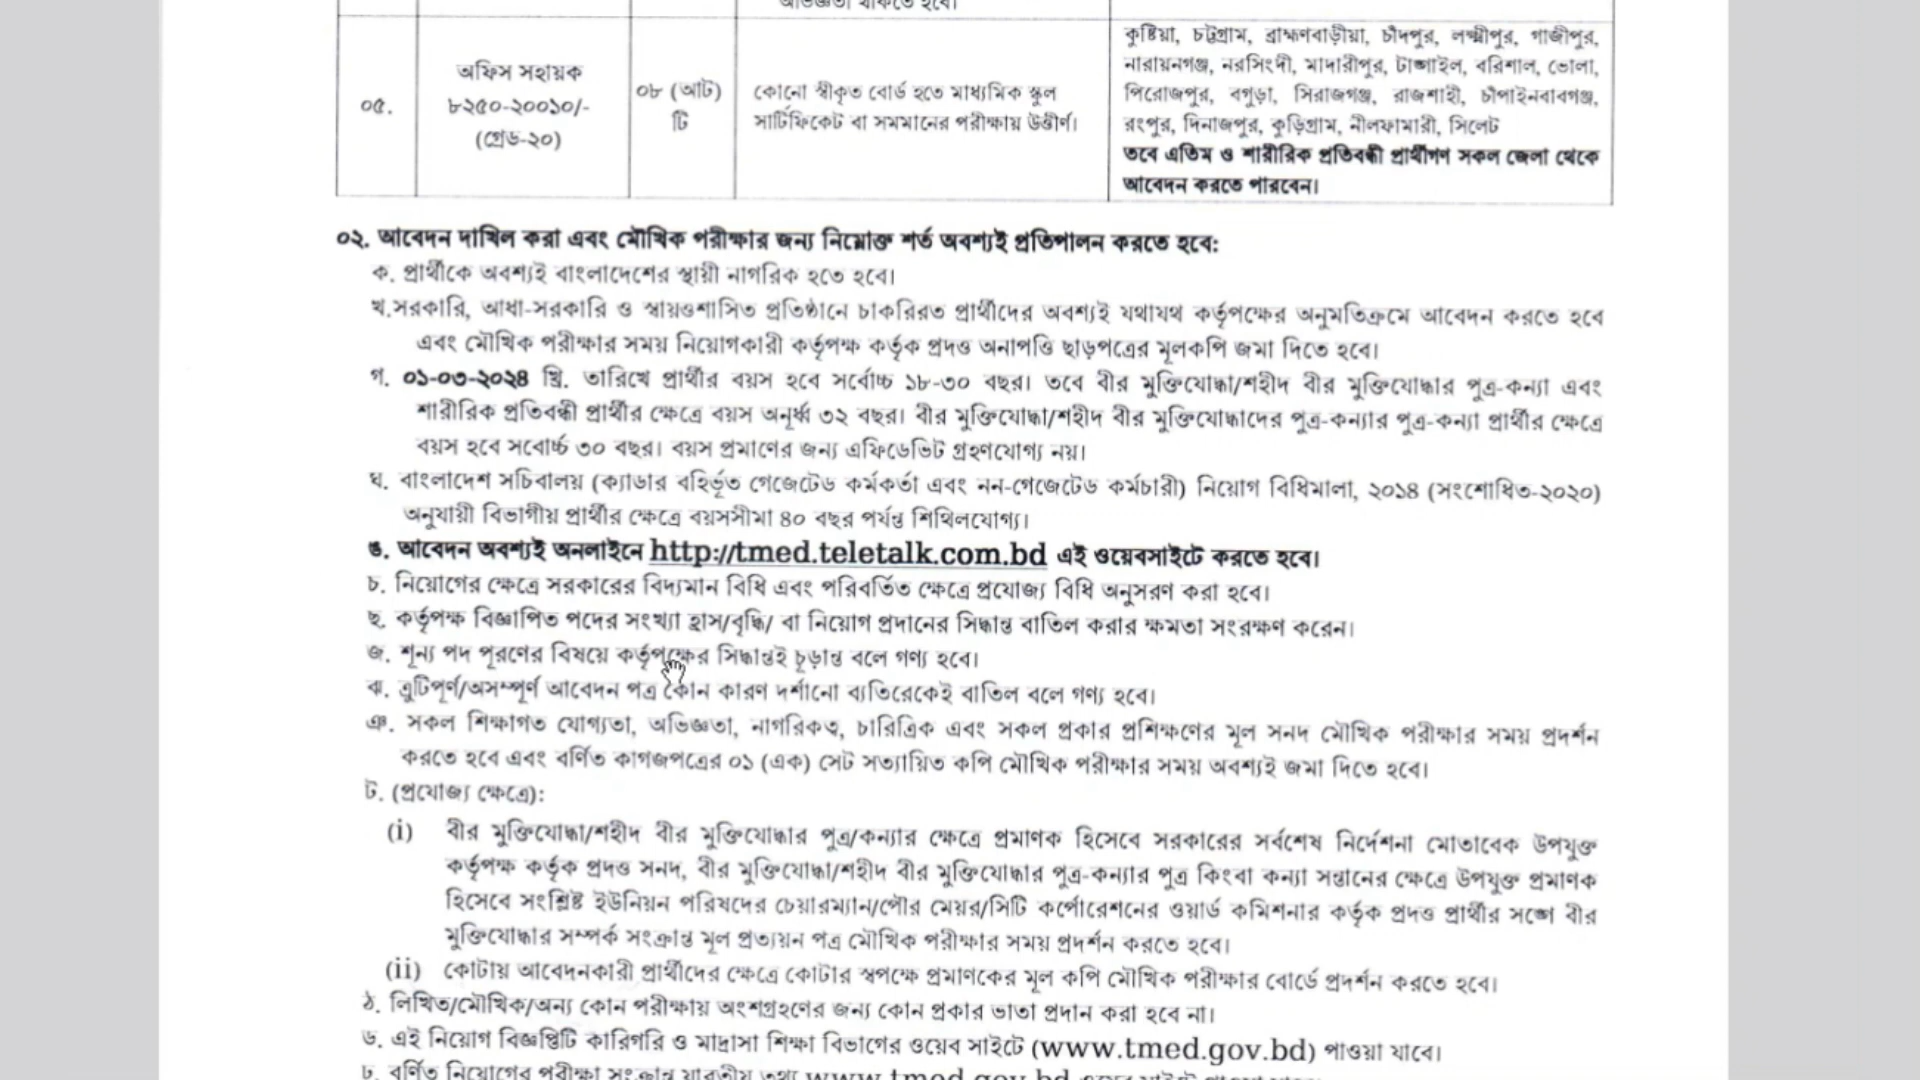 অভিজ্ঞতা থাকতে হবে।
০৫.
অফিস সহায়ক
৮২৫০-২০০১০/-
(গ্রেড-২০)
০৮ (আট)
টি
কোনো স্বীকৃত বোর্ড হতে মাধ্যমিক স্কুল
সার্টিফিকেট বা সমমানের পরীক্ষায় উত্তীর্ণ।
কুষ্টিয়া, চট্টগ্রাম, ব্রাহ্মণবাড়ীয়া, চাঁদপুর, লক্ষ্মীপুর, গাজীপুর,
নারায়নগঞ্জ, নরসিংদী, মাদারীপুর, টাঙ্গাইল, বরিশাল, ভোলা,
পিরোজপুর, বগুড়া, সিরাজগঞ্জ, রাজশাহী, চাঁপাইনবাবগঞ্জ,
রংপুর, দিনাজপুর, কুড়িগ্রাম, নীলফামারী, সিলেট
তবে এতিম ও শারীরিক প্রতিবন্ধী প্রার্থীগণ সকল জেলা থেকে
আবেদন করতে পারবেন।
০২. আবেদন দাখিল করা এবং মৌখিক পরীক্ষার জন্য নিম্নোক্ত শর্ত অবশ্যই প্রতিপালন করতে হবে:
ক. প্রার্থীকে অবশ্যই বাংলাদেশের স্থায়ী নাগরিক হতে হবে।
খ.সরকারি, আধা-সরকারি ও স্বায়ত্তশাসিত প্রতিষ্ঠানে চাকরিরত প্রার্থীদের অবশ্যই যথাযথ কর্তৃপক্ষের অনুমতিক্রমে আবেদন করতে হবে
এবং মৌখিক পরীক্ষার সময় নিয়োগকারী কর্তৃপক্ষ কর্তৃক প্রদত্ত অনাপত্তি ছাড়পত্রের মূলকপি জমা দিতে হবে।
গ. ০১-০৩-২০২৪ খ্রি. তারিখে প্রার্থীর বয়স হবে সর্বোচ্চ ১৮-৩০ বছর। তবে বীর মুক্তিযোদ্ধা/শহীদ বীর মুক্তিযোদ্ধার পুত্র-কন্যা এবং
শারীরিক প্রতিবন্ধী প্রার্থীর ক্ষেত্রে বয়স অনূর্ধ্ব ৩২ বছর। বীর মুক্তিযোদ্ধা/শহীদ বীর মুক্তিযোদ্ধাদের পুত্র-কন্যার পুত্র-কন্যা প্রার্থীর ক্ষেত্রে
বয়স হবে সর্বোচ্চ ৩০ বছর। বয়স প্রমাণের জন্য এফিডেভিট গ্রহণযোগ্য নয়।
ঘ. বাংলাদেশ সচিবালয় (ক্যাডার বহির্ভূত গেজেটেড কর্মকর্তা এবং নন-গেজেটেড কর্মচারী) নিয়োগ বিধিমালা, ২০১৪ (সংশোধিত-২০২০)
অনুযায়ী বিভাগীয় প্রার্থীর ক্ষেত্রে বয়সসীমা ৪০ বছর পর্যন্ত শিথিলযোগ্য।
ঙ. আবেদন অবশ্যই অনলাইনে http://tmed.teletalk.com.bd এই ওয়েবসাইটে করতে হবে।
চ. নিয়োগের ক্ষেত্রে সরকারের বিদ্যমান বিধি এবং পরিবর্তিত ক্ষেত্রে প্রযোজ্য বিধি অনুসরণ করা হবে।
ছ. কর্তৃপক্ষ বিজ্ঞাপিত পদের সংখ্যা হ্রাস/বৃদ্ধি/ বা নিয়োগ প্রদানের সিদ্ধান্ত বাতিল করার ক্ষমতা সংরক্ষণ করেন।
জ. শূন্য পদ পূরণের বিষয়ে কর্তৃপক্ষের সিদ্ধান্তই চূড়ান্ত বলে গণ্য হবে।
ঝ. ত্রুটিপূর্ণ/অসম্পূর্ণ আবেদন পত্র কোন কারণ দর্শানো ব্যতিরেকেই বাতিল বলে গণ্য হবে।
ঞ. সকল শিক্ষাগত যোগ্যতা, অভিজ্ঞতা, নাগরিকত্ব, চারিত্রিক এবং সকল প্রকার প্রশিক্ষণের মূল সনদ মৌখিক পরীক্ষার সময় প্রদর্শন
করতে হবে এবং বর্ণিত কাগজপত্রের ০১ (এক) সেট সত্যায়িত কপি মৌখিক পরীক্ষার সময় অবশ্যই জমা দিতে হবে।
ট. (প্রযোজ্য ক্ষেত্রে):
(i) বীর মুক্তিযোদ্ধা/শহীদ বীর মুক্তিযোদ্ধার পুত্র/কন্যার ক্ষেত্রে প্রমাণক হিসেবে সরকারের সর্বশেষ নির্দেশনা মোতাবেক উপযুক্ত
কর্তৃপক্ষ কর্তৃক প্রদত্ত সনদ, বীর মুক্তিযোদ্ধা/শহীদ বীর মুক্তিযোদ্ধার পুত্র-কন্যার পুত্র কিংবা কন্যা সন্তানের ক্ষেত্রে উপযুক্ত প্রমাণক
হিসেবে সংশ্লিষ্ট ইউনিয়ন পরিষদের চেয়ারম্যান/পৌর মেয়র/সিটি কর্পোরেশনের ওয়ার্ড কমিশনার কর্তৃক প্রদত্ত প্রার্থীর সঙ্গে বীর
মুক্তিযোদ্ধার সম্পর্ক সংক্রান্ত মূল প্রত্যয়ন পত্র মৌখিক পরীক্ষার সময় প্রদর্শন করতে হবে।
(ii) কোটায় আবেদনকারী প্রার্থীদের ক্ষেত্রে কোটার স্বপক্ষে প্রমাণকের মূল কপি মৌখিক পরীক্ষার বোর্ডে প্রদর্শন করতে হবে।
ঠ. লিখিত/মৌখিক/অন্য কোন পরীক্ষায় অংশগ্রহণের জন্য কোন প্রকার ভাতা প্রদান করা হবে না।
ড. এই নিয়োগ বিজ্ঞপ্তিটি কারিগরি ও মাদ্রাসা শিক্ষা বিভাগের ওয়েব সাইটে (www.tmed.gov.bd) পাওয়া যাবে।
ঢ. বর্ণিত নিয়োগের পরীক্ষা সংক্রান্ত যাবতীয় তথ্য www.tmed.gov.bd